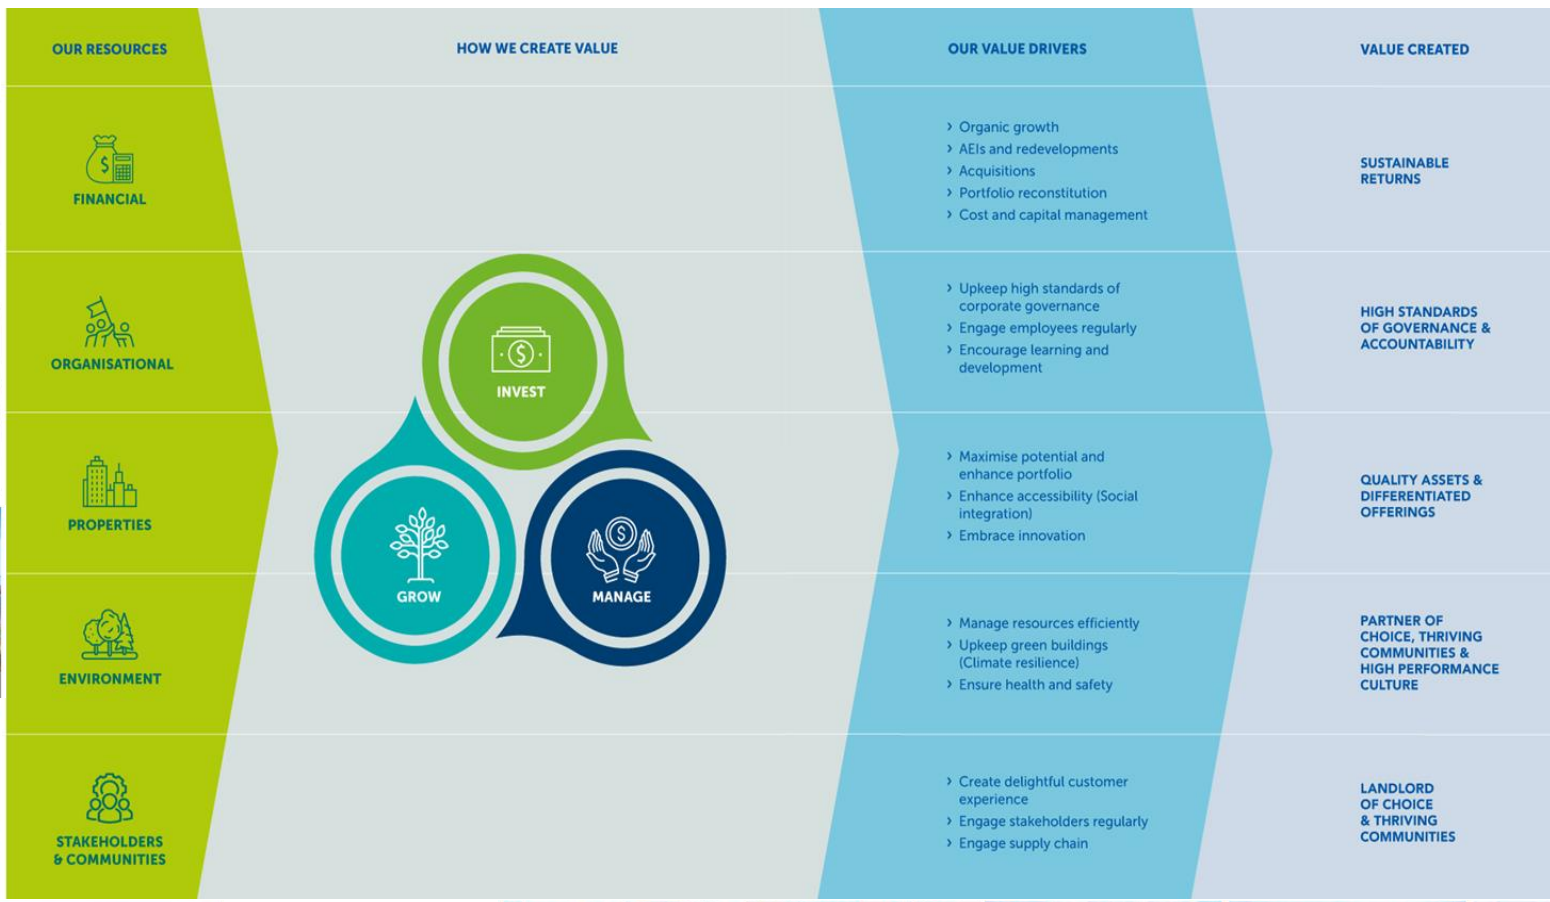 OUR RESOURCES
HOW WE CREATE VALUE
OUR VALUE DRIVERS
VALUE CREATED
FINANCIAL
› Organic growth
› AEIs and redevelopments
› Acquisitions
› Portfolio reconstitution
› Cost and capital management
SUSTAINABLE
RETURNS
ORGANISATIONAL
› Upkeep high standards of
corporate governance
› Engage employees regularly
› Encourage learning and
development
HIGH STANDARDS
OF GOVERNANCE &
ACCOUNTABILITY
INVEST
GROW
MANAGE
PROPERTIES
› Maximise potential and
enhance portfolio
› Enhance accessibility (Social
integration)
› Embrace innovation
QUALITY ASSETS &
DIFFERENTIATED
OFFERINGS
ENVIRONMENT
› Manage resources efficiently
› Upkeep green buildings
(Climate resilience)
› Ensure health and safety
PARTNER OF
CHOICE, THRIVING
COMMUNITIES &
HIGH PERFORMANCE
CULTURE
STAKEHOLDERS
& COMMUNITIES
› Create delightful customer
experience
› Engage stakeholders regularly
› Engage supply chain
LANDLORD
OF CHOICE
& THRIVING
COMMUNITIES